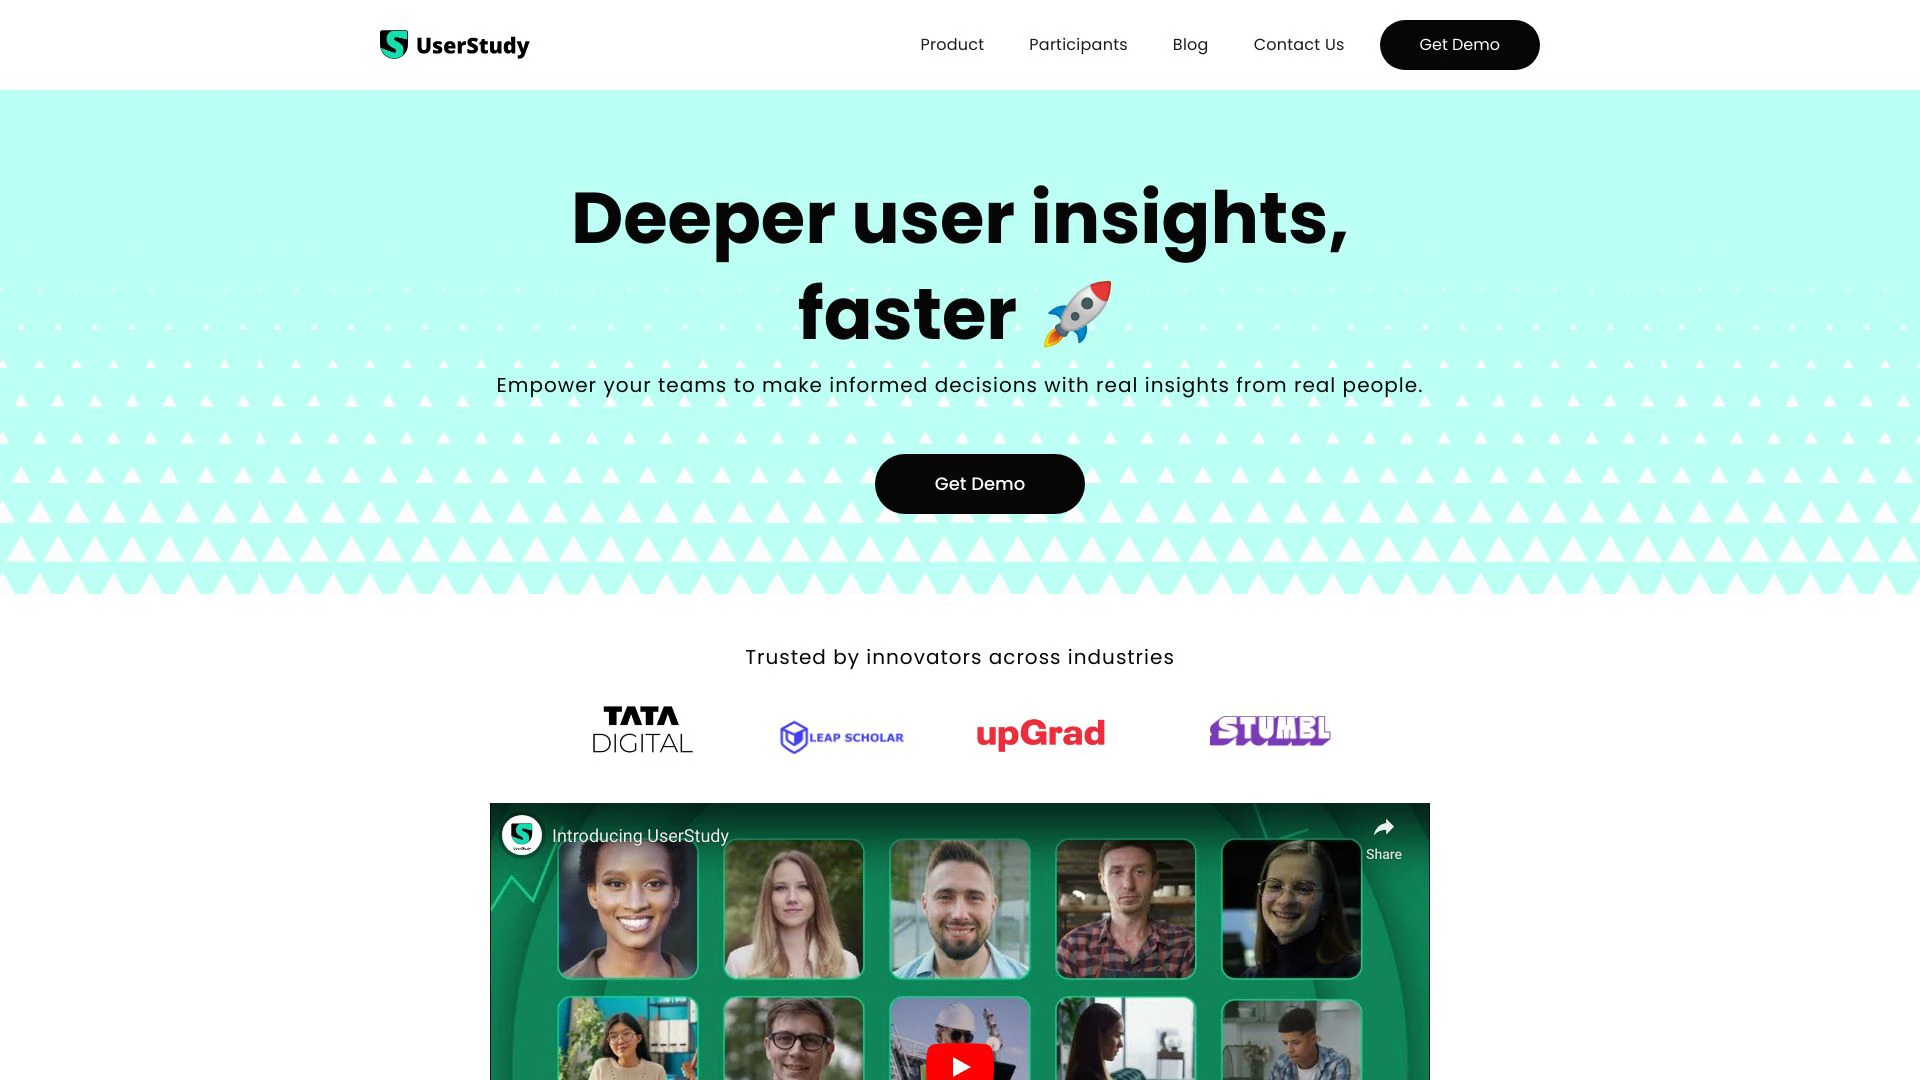 UserStudy
Product
Participants
Blog
Contact Us
Get Demo
Deeper user insights,
faster 🚀
Empower your teams to make informed decisions with real insights from real people.
Get Demo
Trusted by innovators across industries
TATA
DIGITAL
LEAP SCHOLAR
upGrad
STUMBL
Introducing UserStudy
Share